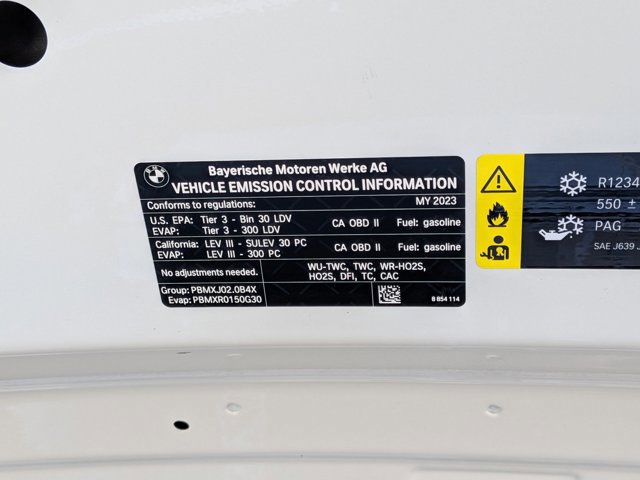 Bayerische Motoren Werke AG
VEHICLE EMISSION CONTROL INFORMATION
Conforms to regulations: MY 2023
U.S. EPA: Tier 3 - Bin 30 LDV CA OBD II Fuel: gasoline
EVAP: Tier 3 - 300 LDV
California: LEV III - SULEV 30 PC CA OBD II Fuel: gasoline
EVAP: LEV III - 300 PC
No adjustments needed. WU-TWC, TWC, WR-HO2S,
HO2S, DFI, TC, CAC
Group: PBMXJ02.0B4X
Evap: PBMXR0150G30
8 854 114
R1234
550 ±
PAG
SAE J639